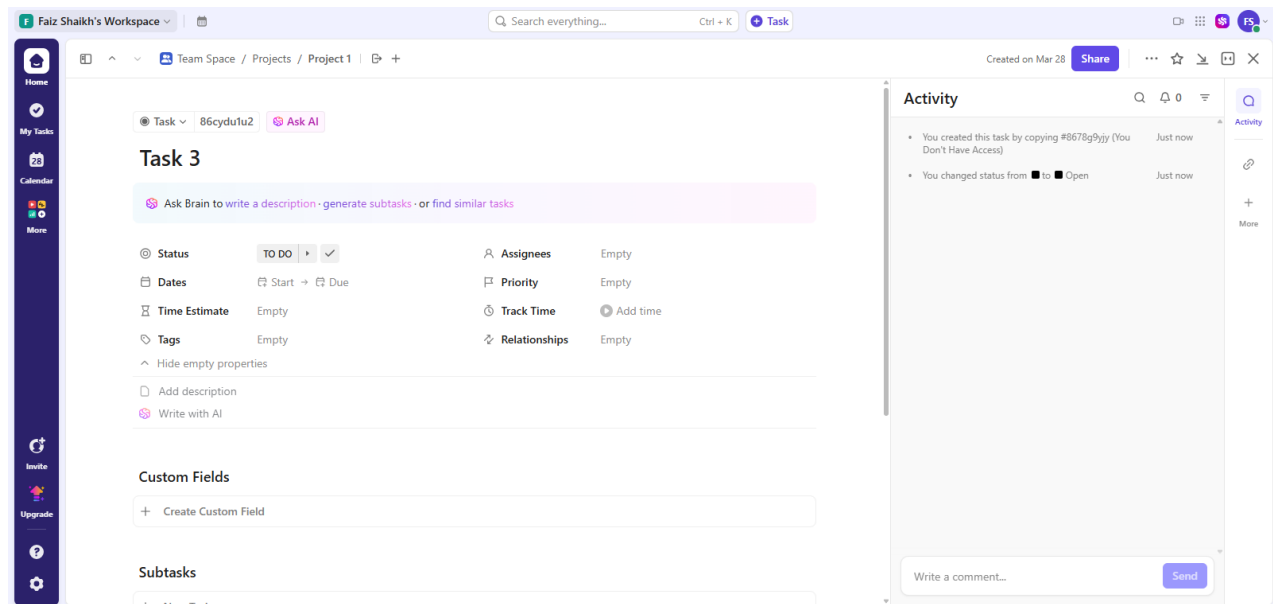 F Faiz Shaikh's Workspace
Search everything... Ctrl + K
Task
FS
Home
My Tasks
28
Calendar
More
Invite
Upgrade
Team Space / Projects / Project 1
Created on Mar 28
Share
Task
86cydu1u2
Ask AI
Task 3
Ask Brain to write a description · generate subtasks · or find similar tasks
Status TO DO
Assignees Empty
Dates Start → Due
Priority Empty
Time Estimate Empty
Track Time Add time
Tags Empty
Relationships Empty
Hide empty properties
Add description
Write with AI
Custom Fields
Create Custom Field
Subtasks
Activity
0
You created this task by copying #8678g9yjy (You
Don't Have Access)
Just now
You changed status from to Open
Just now
Write a comment...
Send
Activity
More